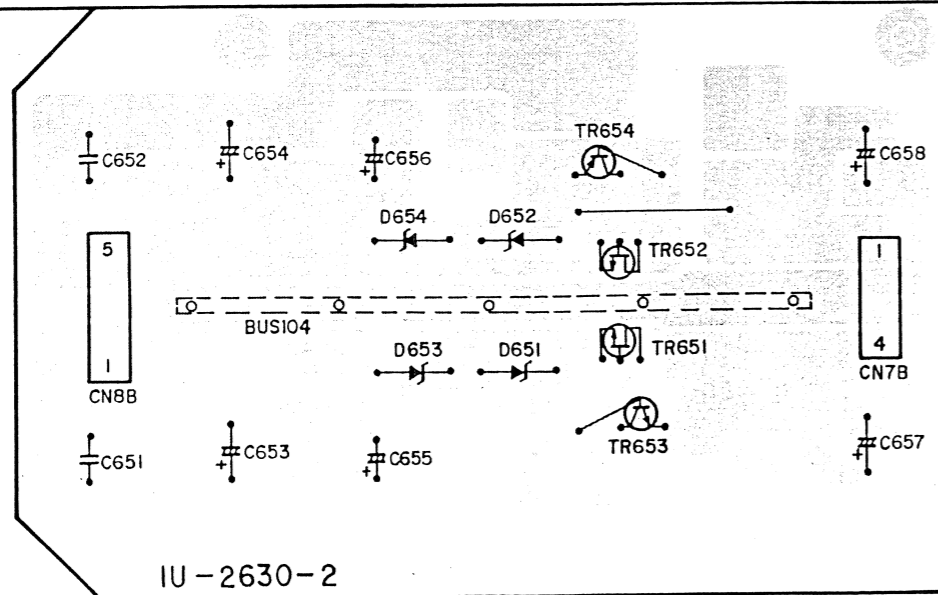 TR654
C652
C654
C656
C658
D654
D652
TR652
5
1
BUS104
D653
D651
TR651
1
4
CN8B
CN7B
TR653
C651
C653
C655
C657
+
+
+
+
+
+
1U-2630-2